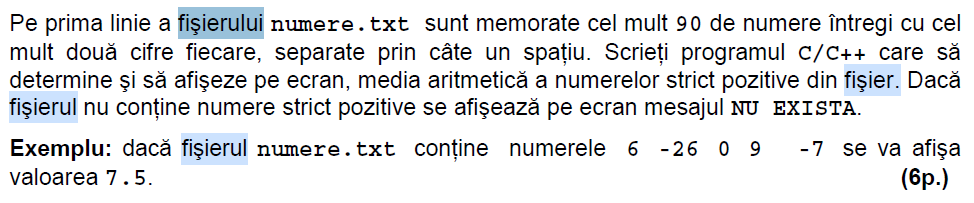 Pe prima linie a fişierului numere.txt sunt memorate cel mult 90 de numere întregi cu cel
mult două cifre fiecare, separate prin câte un spaţiu. Scrieţi programul C/C++ care să
determine şi să afişeze pe ecran, media aritmetică a numerelor strict pozitive din fişier. Dacă
fişierul nu conţine numere strict pozitive se afişează pe ecran mesajul NU EXISTA.
Exemplu: dacă fişierul numere.txt conţine numerele 6 -26 0 9 -7 se va afişa
valoarea 7.5. (6p.)